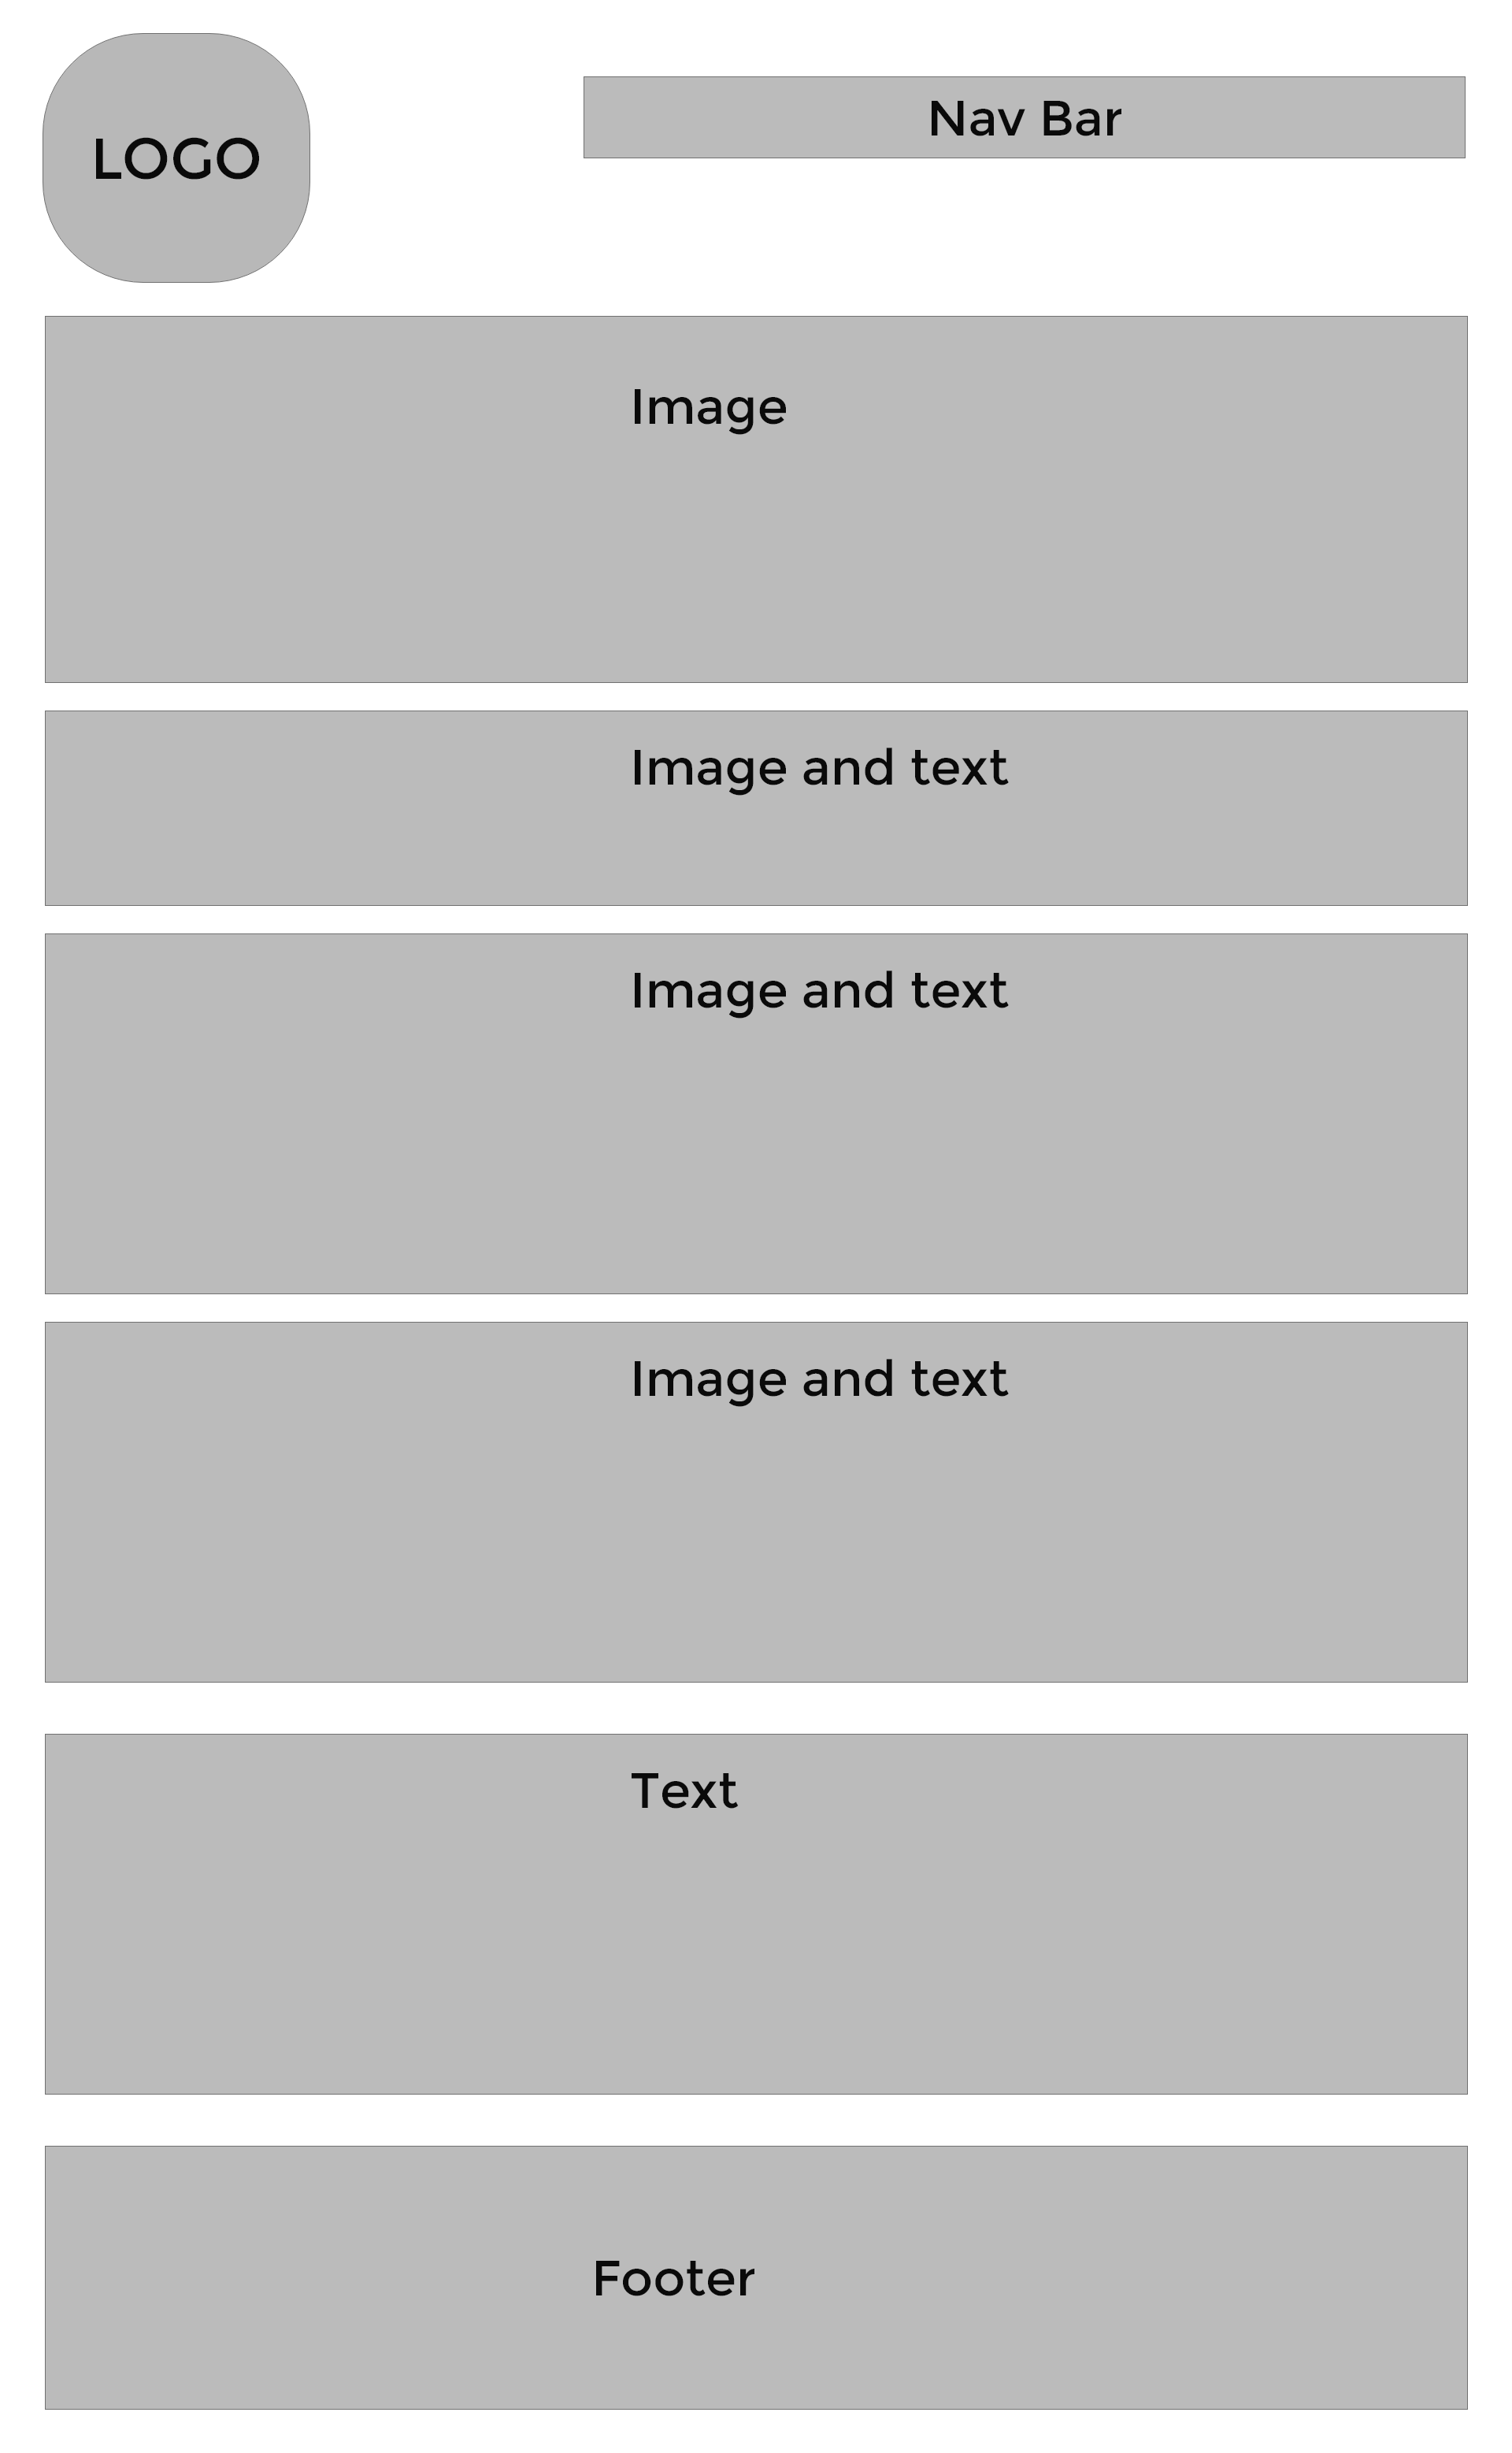 LOGO
Nav Bar
Image
Image and text
Image and text
Image and text
Text
Footer